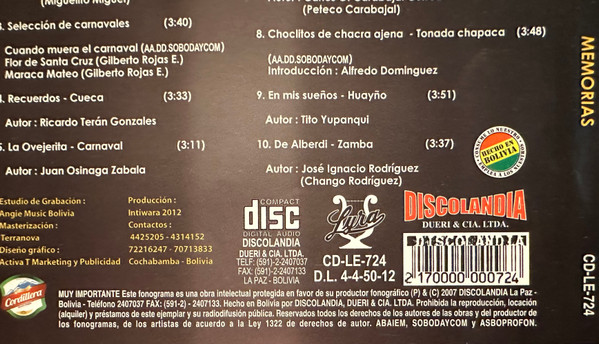 (Miguelito Miguel)
3. Selección de carnavales (3:40)
Cuando muera el carnaval (AA.DD.SOBODAYCOM)
Flor de Santa Cruz (Gilberto Rojas E.)
Maraca Mateo (Gilberto Rojas E.)
4. Recuerdos - Cueca (3:33)
Autor : Ricardo Terán Gonzales
5. La Ovejerita - Carnaval (3:11)
Autor : Juan Osinaga Zabala
(Peteco Carabajal)
8. Choclitos de chacra ajena - Tonada chapaca (3:48)
(AA.DD.SOBODAYCOM)
Introducción : Alfredo Dominguez
9. En mis sueños - Huayño (3:51)
Autor : Tito Yupanqui
10. De Alberdi - Zamba (3:37)
Autor : José Ignacio Rodríguez
(Chango Rodríguez)
MEMORIAS
CD-LE-724
HECHO EN
BOLIVIA
Estudio de Grabación :
Angie Music Bolivia
Masterización :
Terranova
Diseño gráfico :
Activa T Marketing y Publicidad
Producción :
Intiwara 2012
Contactos :
4425205 - 4314152
72216247 - 70713833
Cochabamba - Bolivia
COMPACT
disc
DIGITAL AUDIO
DISCOLANDIA
DUERI & CIA. LTDA.
TELF: (591)-2-2407037
FAX: (591)-2-2407133
LA PAZ - BOLIVIA
Lyra
CD-LE-724
D.L. 4-4-50-12
DISCOLANDIA
DUERI & CIA. LTDA.
DISCOLANDIA
2 170000 000724
Cordillera
MUY IMPORTANTE Este fonograma es una obra intelectual protegida en favor de su productor fonográfico (P) & (C) 2007 DISCOLANDIA La Paz -
Bolivia - Teléfono 2407037 FAX: (591-2) - 2407133. Hecho en Bolivia por DISCOLANDIA, DUERI & CIA. LTDA. Prohibida la reproducción, locación
(alquiler) y préstamos de este ejemplar y su radiodifusión pública. Reservados todos los derechos de los autores de las obras y del productor
de los fonogramas, de los artistas de acuerdo a la Ley 1322 de derechos de autor. ABAIEM, SOBODAYCOM y ASBOPROFON.